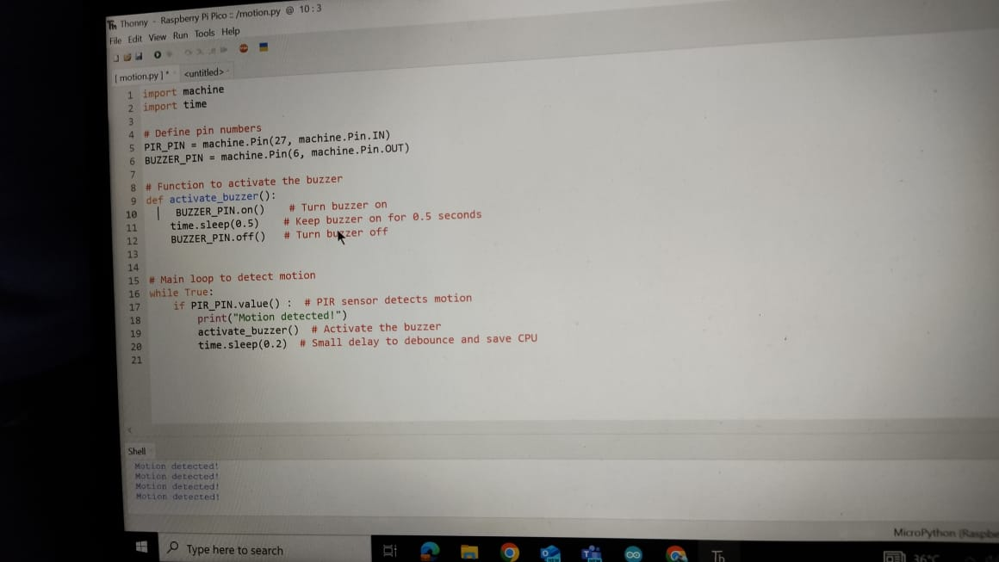 Thonny - Raspberry Pi Pico :: /motion.py @ 10 : 3
File Edit View Run Tools Help
[ motion.py ] * <untitled>
1 import machine
2 import time
3
4 # Define pin numbers
5 PIR_PIN = machine.Pin(27, machine.Pin.IN)
6 BUZZER_PIN = machine.Pin(6, machine.Pin.OUT)
7
8 # Function to activate the buzzer
9 def activate_buzzer():
10 BUZZER_PIN.on() # Turn buzzer on
11 time.sleep(0.5) # Keep buzzer on for 0.5 seconds
12 BUZZER_PIN.off() # Turn buzzer off
13
14
15 # Main loop to detect motion
16 while True:
17 if PIR_PIN.value() : # PIR sensor detects motion
18 print("Motion detected!")
19 activate_buzzer() # Activate the buzzer
20 time.sleep(0.2) # Small delay to debounce and save CPU
21
Shell
Motion detected!
Motion detected!
Motion detected!
Motion detected!
MicroPython (Raspbe
Type here to search
36°C